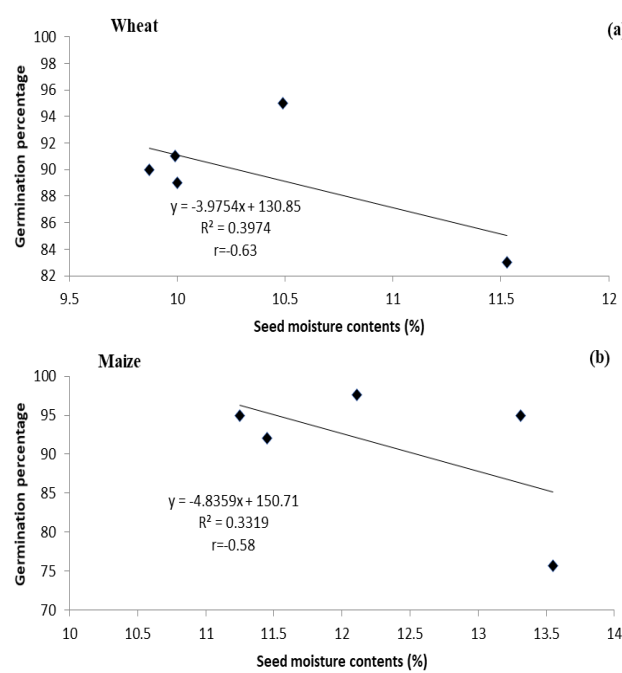 Wheat
(a
100
98
96
94
92
90
88
86
84
82
Germination percentage
y = -3.9754x + 130.85
R² = 0.3974
r=-0.63
9.5 10 10.5 11 11.5 12
Seed moisture contents (%)
Maize
(b)
100
95
90
85
80
75
70
Germination percentage
y = -4.8359x + 150.71
R² = 0.3319
r=-0.58
10 10.5 11 11.5 12 12.5 13 13.5 14
Seed moisture contents (%)